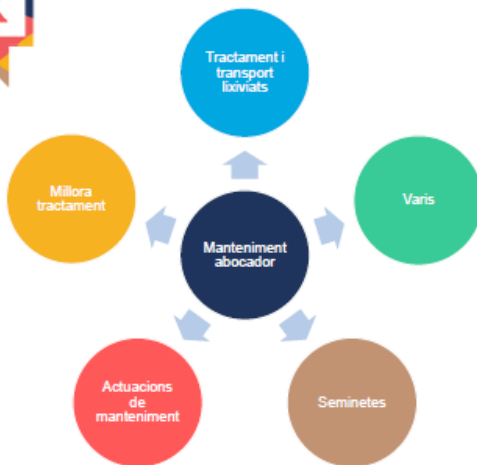 Tractament i
transport
lixiviats
Millora
tractament
Varis
Manteniment
abocador
Actuacions
de
manteniment
Seminetes